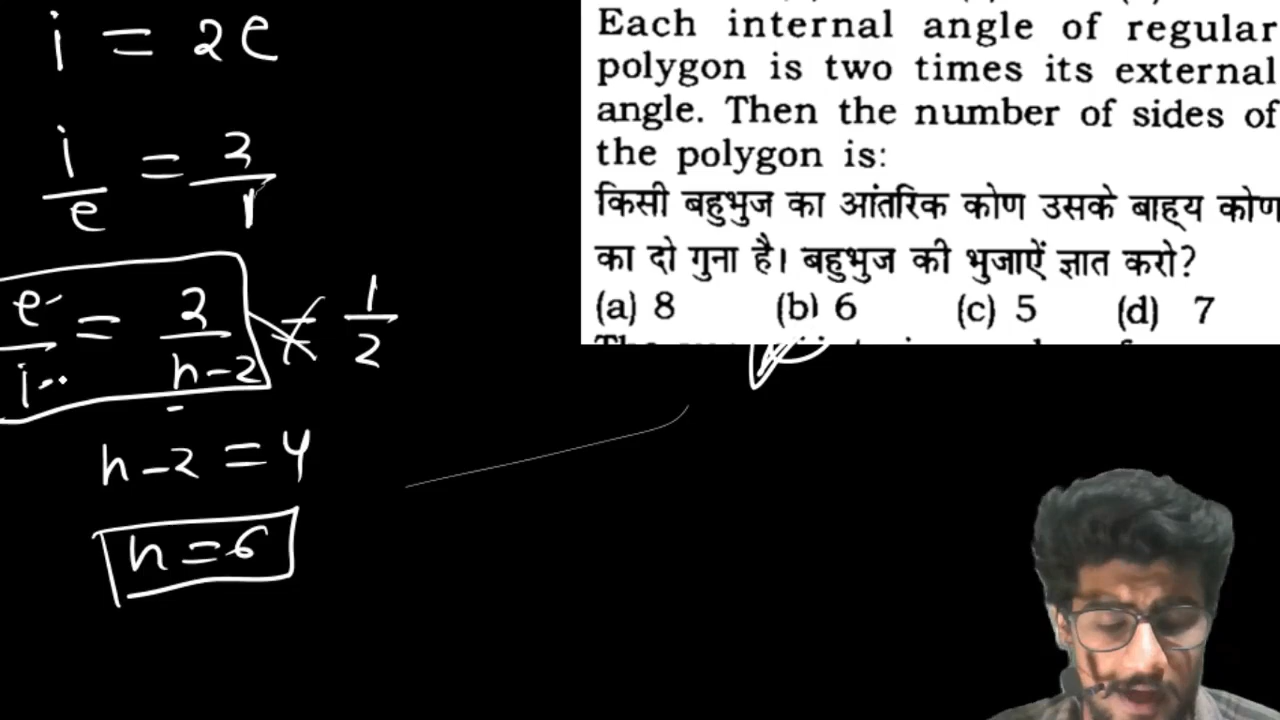 i = 2e
i/e = 2/1
e/i = 2/n-2 = 1/2
n-2 = 4
n = 6
Each internal angle of regular
polygon is two times its external
angle. Then the number of sides of
the polygon is:
किसी बहुभुज का आंतरिक कोण उसके बाह्य कोण
का दो गुना है। बहुभुज की भुजाऐं ज्ञात करो?
(a) 8 (b) 6 (c) 5 (d) 7